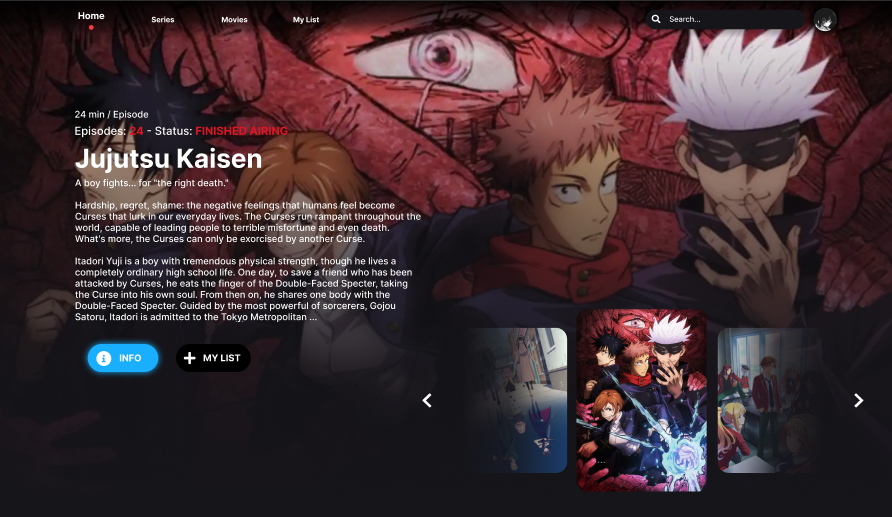 Home
Series
Movies
My List
Search...
24 min / Episode
Episodes: 24 - Status: FINISHED AIRING
Jujutsu Kaisen
A boy fights... for "the right death."
Hardship, regret, shame: the negative feelings that humans feel become
Curses that lurk in our everyday lives. The Curses run rampant throughout the
world, capable of leading people to terrible misfortune and even death.
What's more, the Curses can only be exorcised by another Curse.
Itadori Yuji is a boy with tremendous physical strength, though he lives a
completely ordinary high school life. One day, to save a friend who has been
attacked by Curses, he eats the finger of the Double-Faced Specter, taking
the Curse into his own soul. From then on, he shares one body with the
Double-Faced Specter. Guided by the most powerful of sorcerers, Gojou
Satoru, Itadori is admitted to the Tokyo Metropolitan ...
INFO
MY LIST